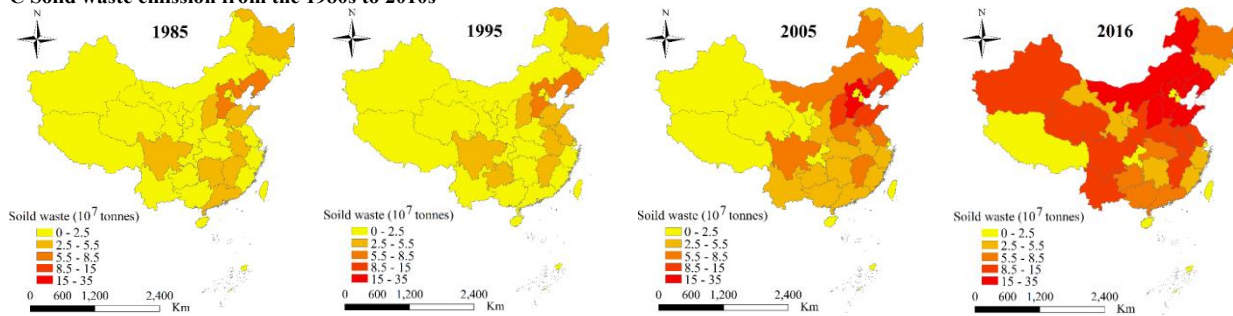 C Solid waste emission from the 1980s to 2010s
N
1985
Soild waste (10⁷ tonnes)
0 - 2.5
2.5 - 5.5
5.5 - 8.5
8.5 - 15
15 - 35
0 600 1,200 2,400
Km
N
1995
Soild waste (10⁷ tonnes)
0 - 2.5
2.5 - 5.5
5.5 - 8.5
8.5 - 15
15 - 35
0 600 1,200 2,400
Km
N
2005
Soild waste (10⁷ tonnes)
0 - 2.5
2.5 - 5.5
5.5 - 8.5
8.5 - 15
15 - 35
0 600 1,200 2,400
Km
N
2016
Soild waste (10⁷ tonnes)
0 - 2.5
2.5 - 5.5
5.5 - 8.5
8.5 - 15
15 - 35
0 600 1,200 2,400
Km